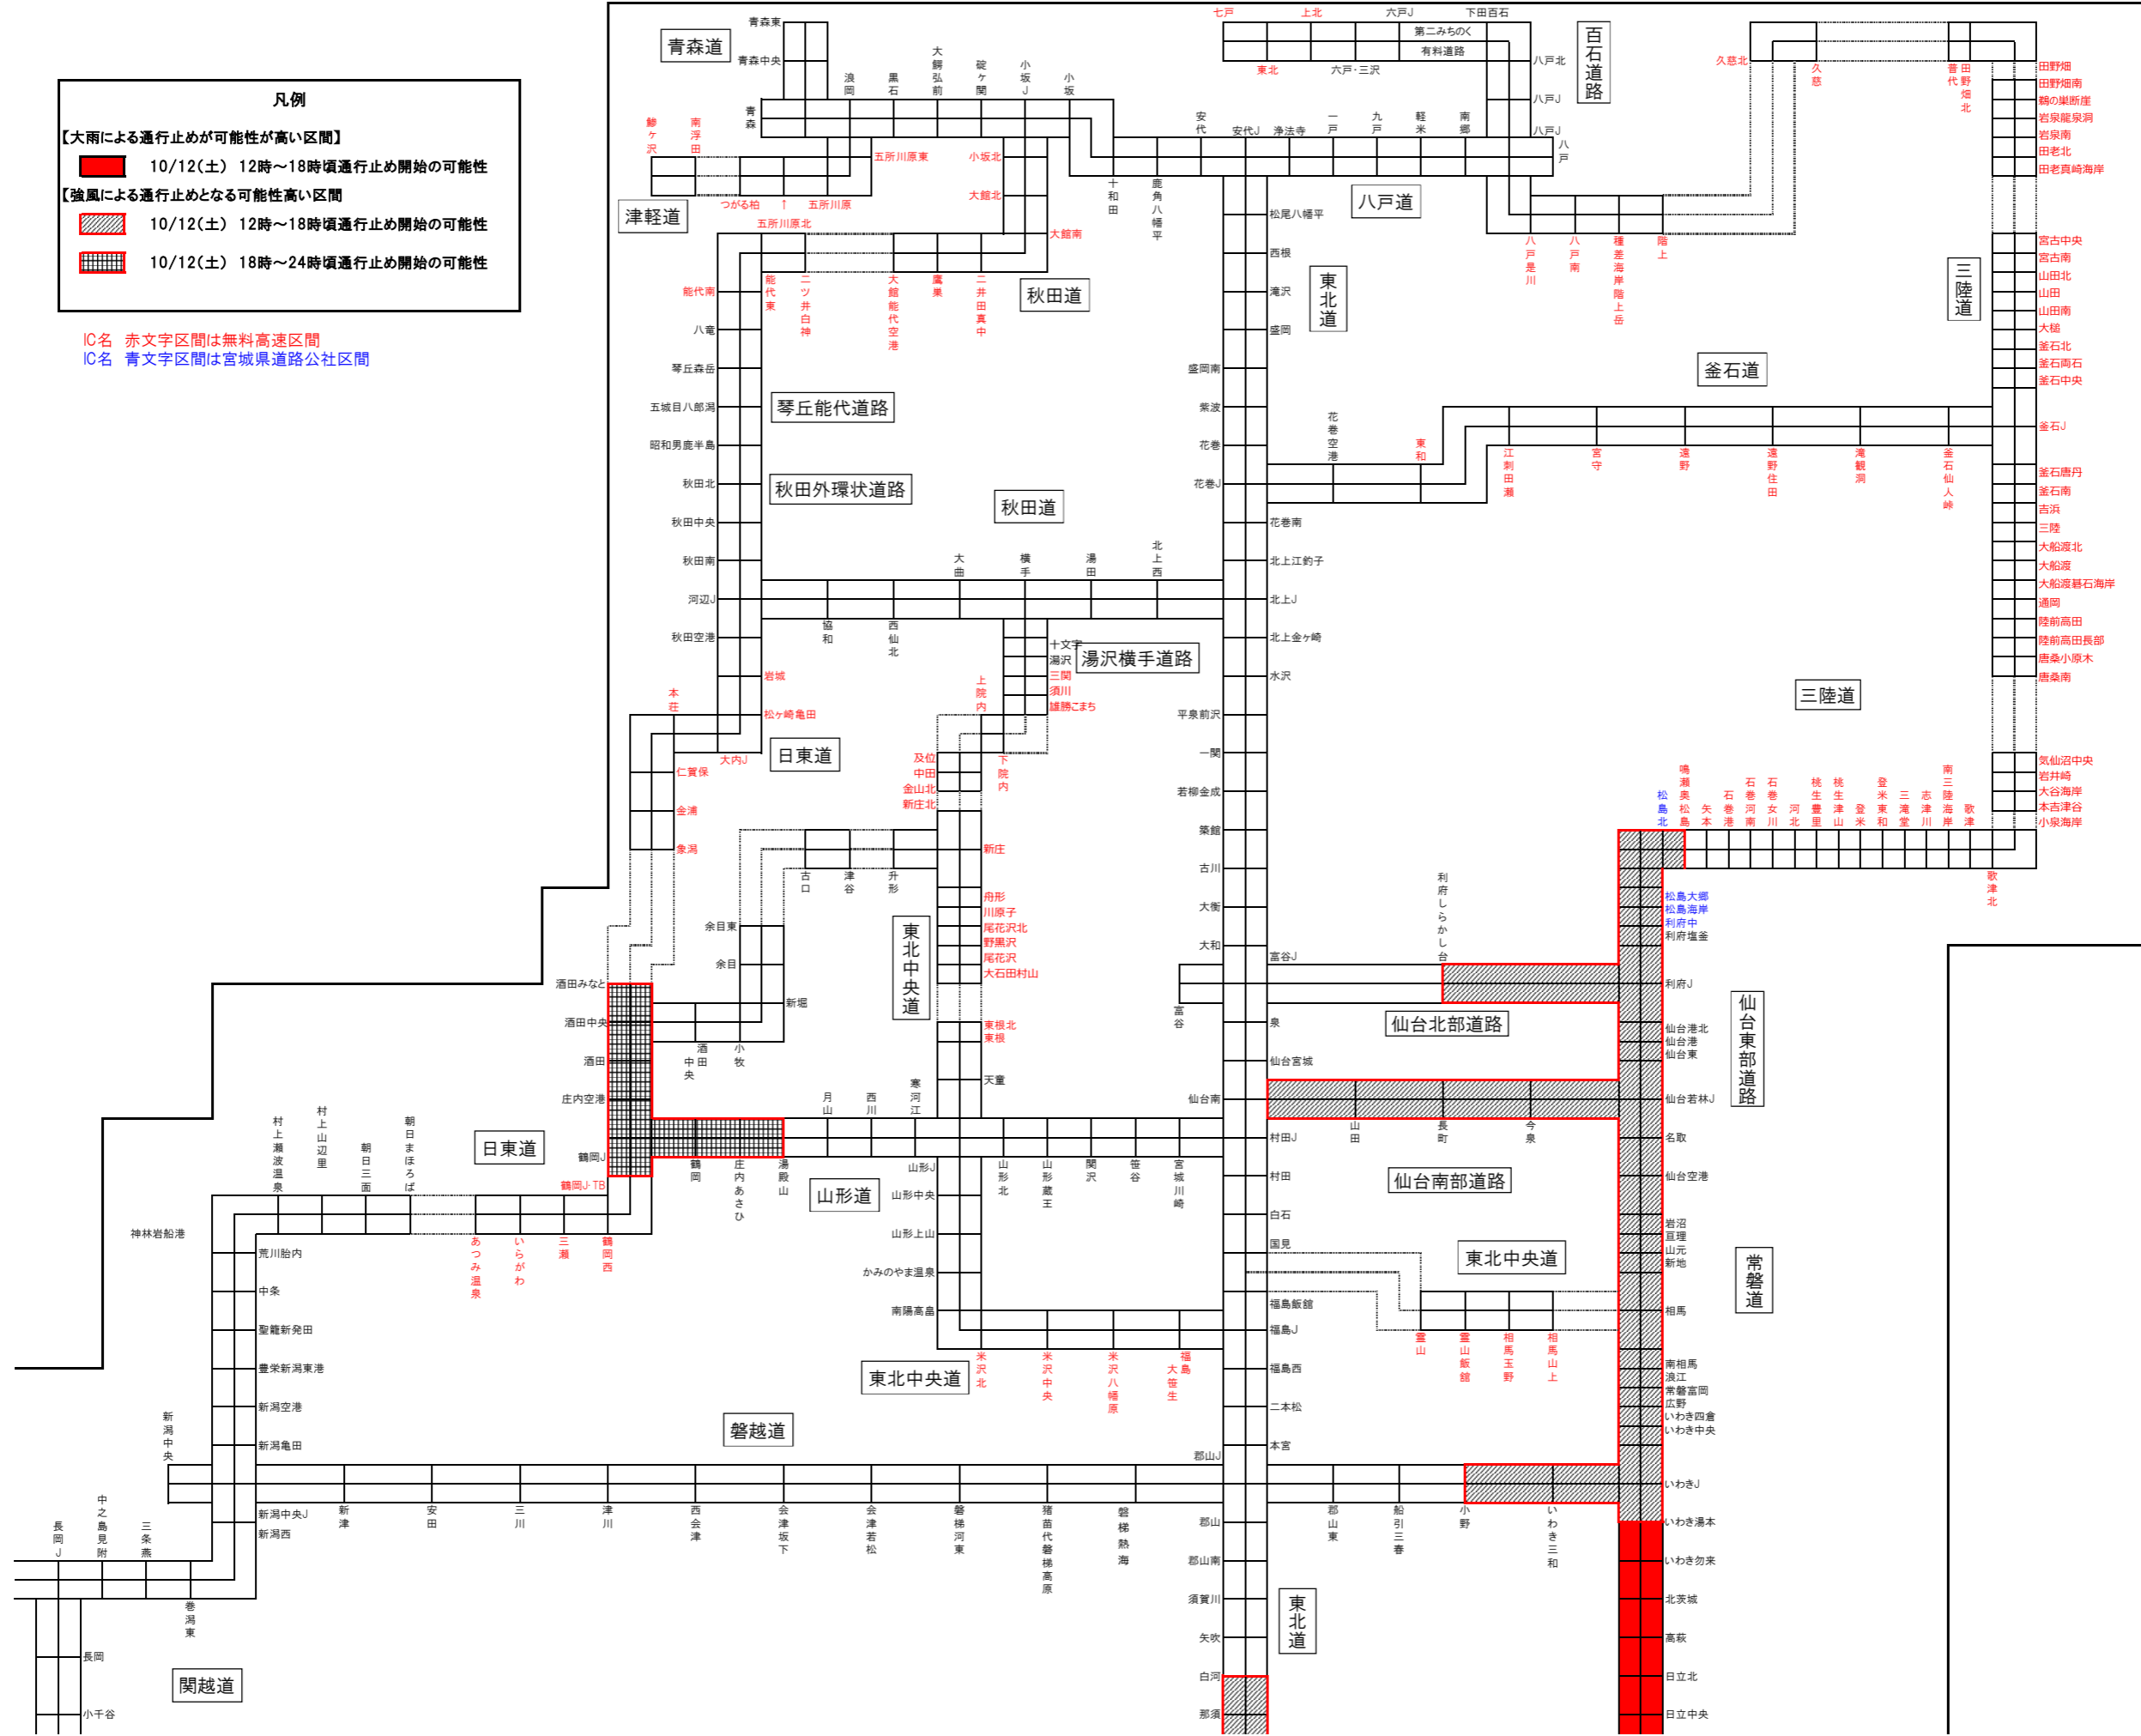 凡例
【大雨による通行止めが可能性が高い区間】
10/12(土) 12時～18時頃通行止め開始の可能性
【強風による通行止めとなる可能性高い区間
10/12(土) 12時～18時頃通行止め開始の可能性
10/12(土) 18時～24時頃通行止め開始の可能性
IC名 赤文字区間は無料高速区間
IC名 青文字区間は宮城県道路公社区間
青森道
青森東
青森中央
青森
浪岡
黒石
大鰐弘前
碇ヶ関
小坂J
小坂
津軽道
鰺ヶ沢
南浮田
つがる柏
↑
五所川原
五所川原北
五所川原東
小坂北
大館北
大館南
十和田
鹿角八幡平
安代
安代J
浄法寺
一戸
九戸
軽米
南郷
八戸
八戸J
八戸J
八戸北
百石道路
七戸
上北
六戸J
下田百石
第二みちのく
有料道路
東北
六戸・三沢
八戸道
八戸是川
八戸南
種差海岸階上岳
階上
久慈北
久慈
普代
田野畑北
田野畑
田野畑南
鵜の巣断崖
岩泉龍泉洞
岩泉南
田老北
田老真崎海岸
三陸道
宮古中央
宮古南
山田北
山田
山田南
大槌
釜石北
釜石両石
釜石中央
釜石J
釜石唐丹
釜石南
吉浜
三陸
大船渡北
大船渡
大船渡碁石海岸
通岡
陸前高田
陸前高田長部
唐桑小原木
唐桑南
三陸道
気仙沼中央
岩井崎
大谷海岸
本吉津谷
小泉海岸
歌津北
歌津
南三陸海岸
志津川
三滝堂
登米東和
登米
桃生津山
桃生豊里
河北
石巻女川
石巻河南
石巻港
矢本
鳴瀬奥松島
松島北
松島大郷
松島海岸
利府中
利府塩釜
利府J
仙台港北
仙台港
仙台東
仙台若林J
名取
仙台空港
岩沼
亘理
山元
新地
相馬
南相馬
浪江
常磐富岡
広野
いわき四倉
いわき中央
いわきJ
いわき湯本
いわき勿来
北茨城
高萩
日立北
日立中央
仙台東部道路
常磐道
秋田道
能代東
二ツ井白神
大館能代空港
鷹巣
二井田真中
能代南
八竜
琴丘森岳
五城目八郎潟
昭和男鹿半島
秋田北
秋田中央
秋田南
河辺J
秋田空港
岩城
松ヶ崎亀田
大内J
本荘
仁賀保
金浦
象潟
琴丘能代道路
秋田外環状道路
日東道
秋田道
協和
西仙北
大曲
横手
湯田
北上西
湯沢横手道路
十文字
湯沢
三関
須川
雄勝こまち
上院内
下院内
及位
中田
金山北
新庄北
新庄
舟形
川原子
尾花沢北
野黒沢
尾花沢
大石田村山
東根北
東根
天童
東北中央道
古口
津谷
升形
余目東
余目
新堀
小牧
酒田中央
酒田みなと
酒田中央
酒田
庄内空港
鶴岡J
鶴岡J-TB
日東道
鶴岡西
三瀬
いらがわ
あつみ温泉
朝日まほろば
朝日三面
村上山辺里
村上瀬波温泉
神林岩船港
荒川胎内
中条
聖籠新発田
豊栄新潟東港
新潟空港
新潟亀田
新潟中央
新潟中央J
新潟西
巻潟東
三条燕
中之島見附
長岡J
長岡
小千谷
関越道
山形道
鶴岡
庄内あさひ
湯殿山
月山
西川
寒河江
山形J
山形北
山形蔵王
関沢
笹谷
宮城川崎
山形中央
山形上山
かみのやま温泉
南陽高畠
米沢北
米沢中央
米沢八幡原
福島大笹生
東北中央道
東北道
松尾八幡平
西根
滝沢
盛岡
盛岡南
紫波
花巻
花巻J
花巻南
北上江釣子
北上J
北上金ヶ崎
水沢
平泉前沢
一関
若柳金成
築館
古川
大衡
大和
富谷J
富谷
泉
仙台宮城
仙台南
村田J
村田
白石
国見
福島飯舘
福島J
福島西
二本松
本宮
郡山J
郡山
郡山南
須賀川
矢吹
白河
那須
東北道
釜石道
花巻空港
東和
江刺田瀬
宮守
遠野
遠野住田
滝観洞
釜石仙人峠
利府しらかし台
仙台北部道路
山田
長町
今泉
仙台南部道路
東北中央道
霊山
霊山飯舘
相馬玉野
相馬山上
磐越道
新津
安田
三川
津川
西会津
会津坂下
会津若松
磐梯河東
猪苗代磐梯高原
磐梯熱海
郡山東
船引三春
小野
いわき三和